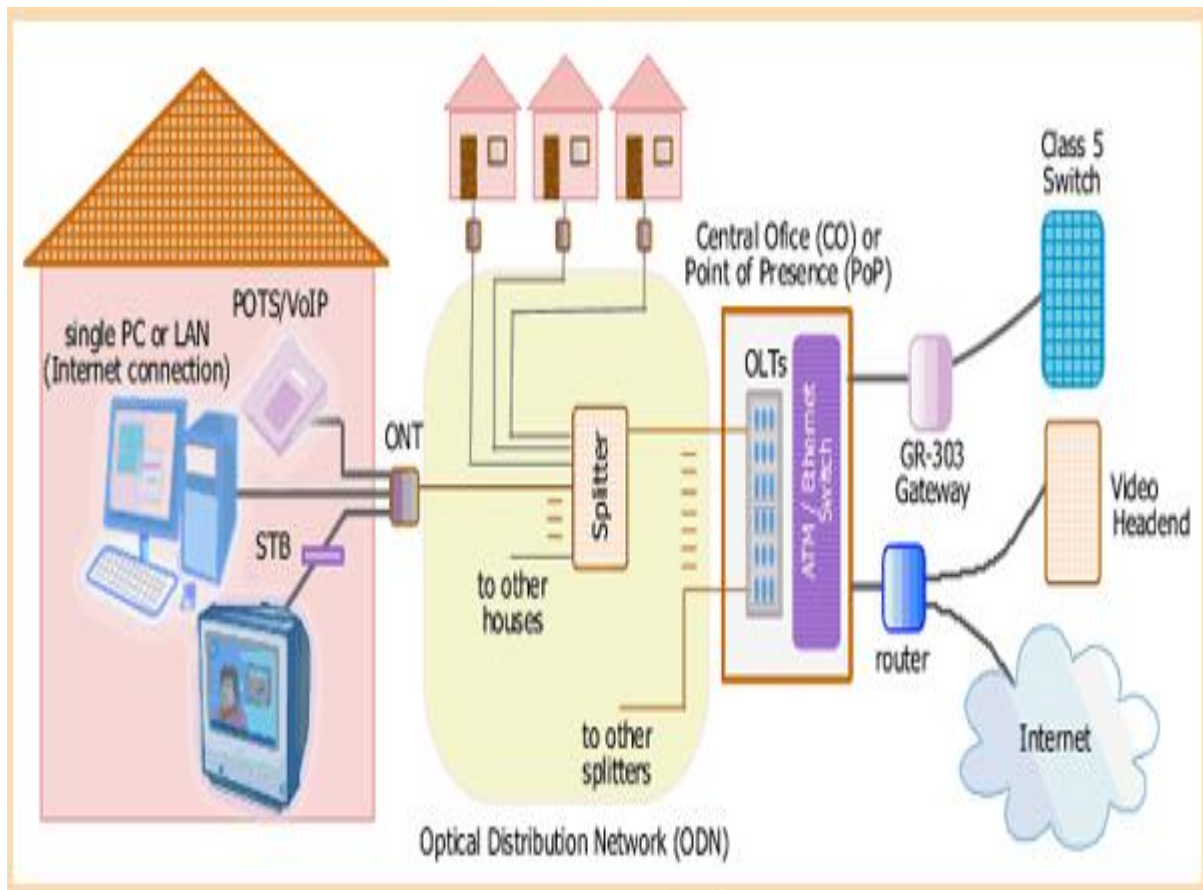 POTS/VoIP
single PC or LAN
(Internet connection)
STB
ONT
Splitter
to other
houses
to other
splitters
Optical Distribution Network (ODN)
Central Ofice (CO) or
Point of Presence (PoP)
OLTs
ATM / Ethernet
Switch
GR-303
Gateway
router
Class 5
Switch
Video
Headend
Internet